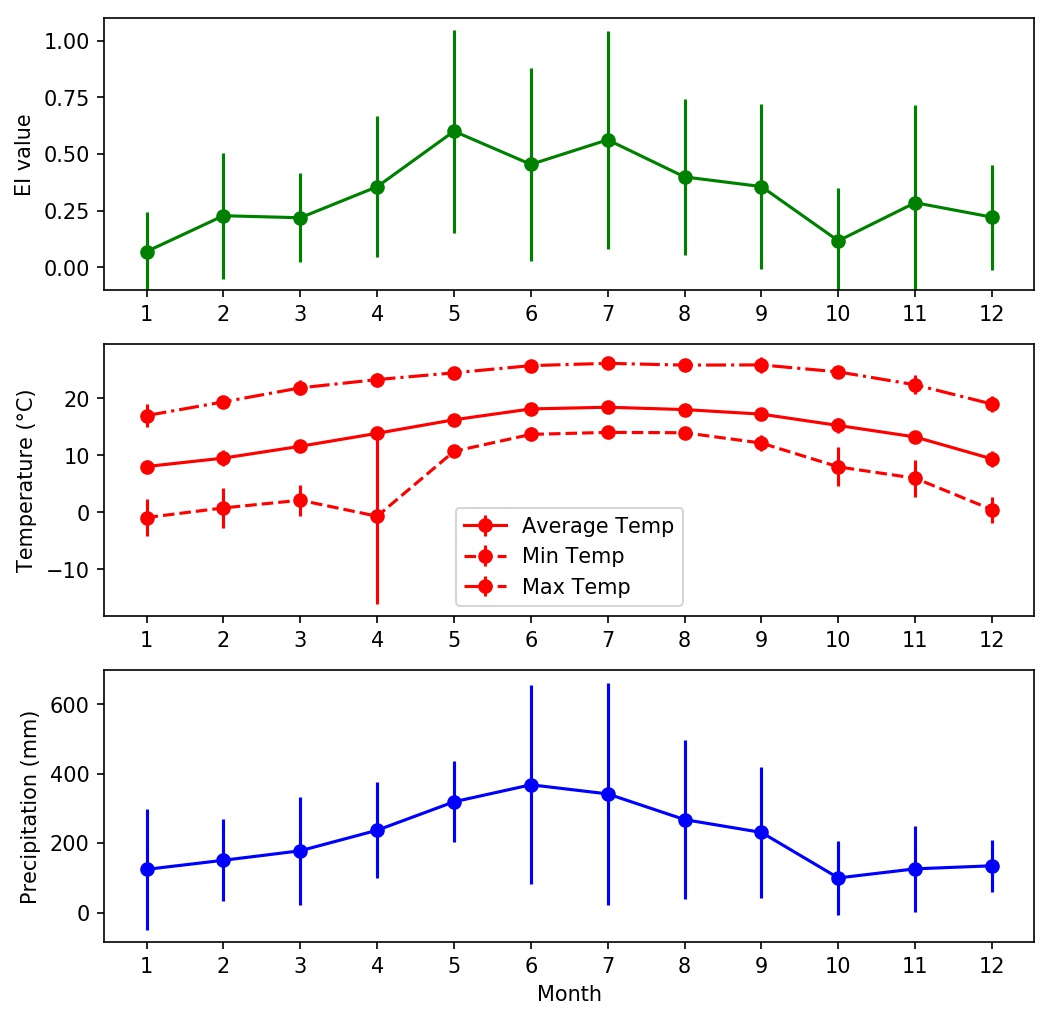 EI value
1.00
0.75
0.50
0.25
0.00
1 2 3 4 5 6 7 8 9 10 11 12
Temperature (°C)
20
10
0
−10
Average Temp
Min Temp
Max Temp
1 2 3 4 5 6 7 8 9 10 11 12
Precipitation (mm)
600
400
200
0
1 2 3 4 5 6 7 8 9 10 11 12
Month